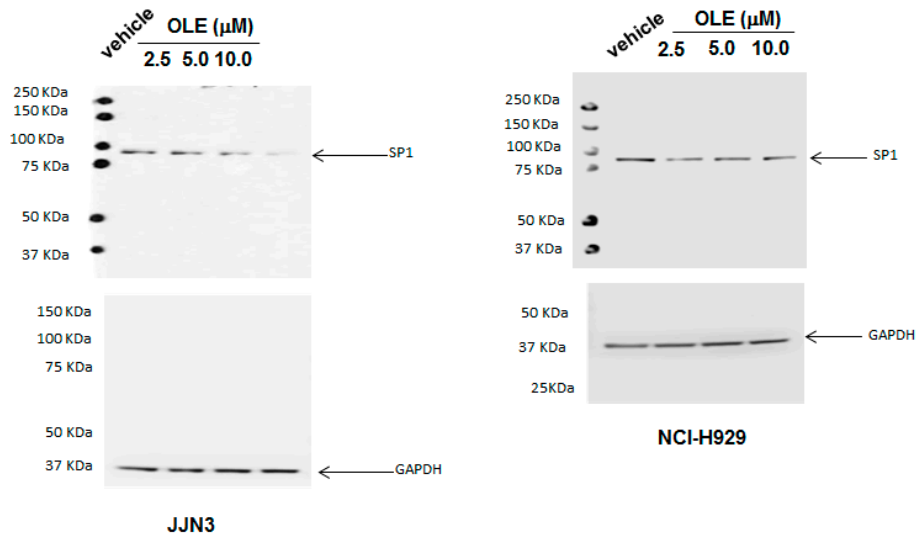 vehicle
OLE (µM)
2.5 5.0 10.0
250 KDa
150 KDa
100 KDa
75 KDa
50 KDa
37 KDa
SP1
150 KDa
100 KDa
75 KDa
50 KDa
37 KDa
GAPDH
JJN3
vehicle
OLE (µM)
2.5 5.0 10.0
250 KDa
150 KDa
100 KDa
75 KDa
50 KDa
37 KDa
SP1
50 KDa
37 KDa
25KDa
GAPDH
NCI-H929